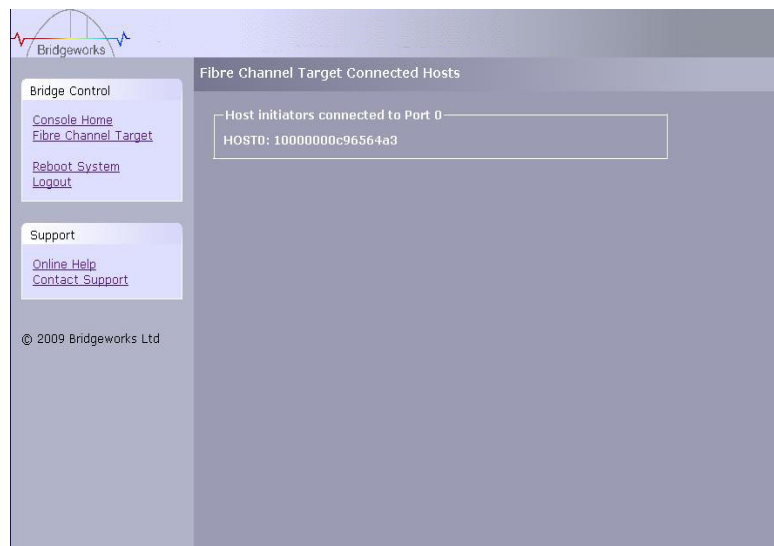 Bridgeworks
Fibre Channel Target Connected Hosts
Bridge Control
Console Home
Fibre Channel Target
Reboot System
Logout
Host initiators connected to Port 0
HOST0: 10000000c96564a3
Support
Online Help
Contact Support
© 2009 Bridgeworks Ltd